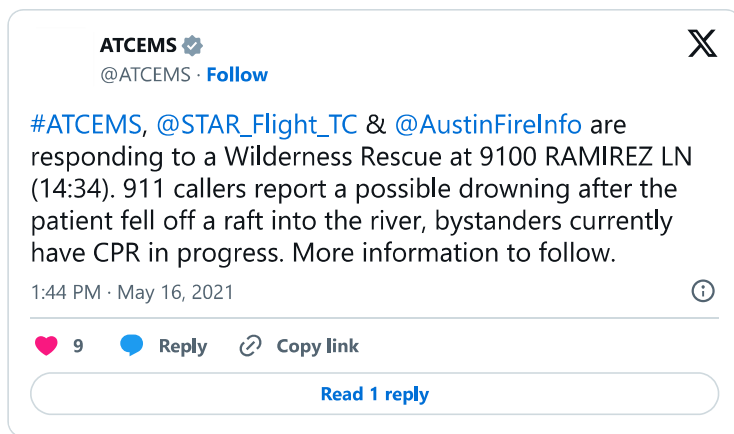 ATCEMS
@ATCEMS · Follow
#ATCEMS, @STAR_Flight_TC & @AustinFireInfo are
responding to a Wilderness Rescue at 9100 RAMIREZ LN
(14:34). 911 callers report a possible drowning after the
patient fell off a raft into the river, bystanders currently
have CPR in progress. More information to follow.
1:44 PM · May 16, 2021
9 Reply Copy link
Read 1 reply